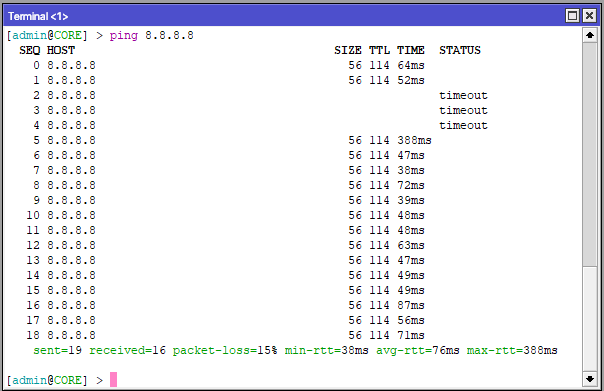 Terminal <1>
[admin@CORE] > ping 8.8.8.8
SEQ HOST SIZE TTL TIME STATUS
0 8.8.8.8 56 114 64ms
1 8.8.8.8 56 114 52ms
2 8.8.8.8 timeout
3 8.8.8.8 timeout
4 8.8.8.8 timeout
5 8.8.8.8 56 114 388ms
6 8.8.8.8 56 114 47ms
7 8.8.8.8 56 114 38ms
8 8.8.8.8 56 114 72ms
9 8.8.8.8 56 114 39ms
10 8.8.8.8 56 114 48ms
11 8.8.8.8 56 114 48ms
12 8.8.8.8 56 114 63ms
13 8.8.8.8 56 114 47ms
14 8.8.8.8 56 114 49ms
15 8.8.8.8 56 114 49ms
16 8.8.8.8 56 114 87ms
17 8.8.8.8 56 114 56ms
18 8.8.8.8 56 114 71ms
sent=19 received=16 packet-loss=15% min-rtt=38ms avg-rtt=76ms max-rtt=388ms
[admin@CORE] >